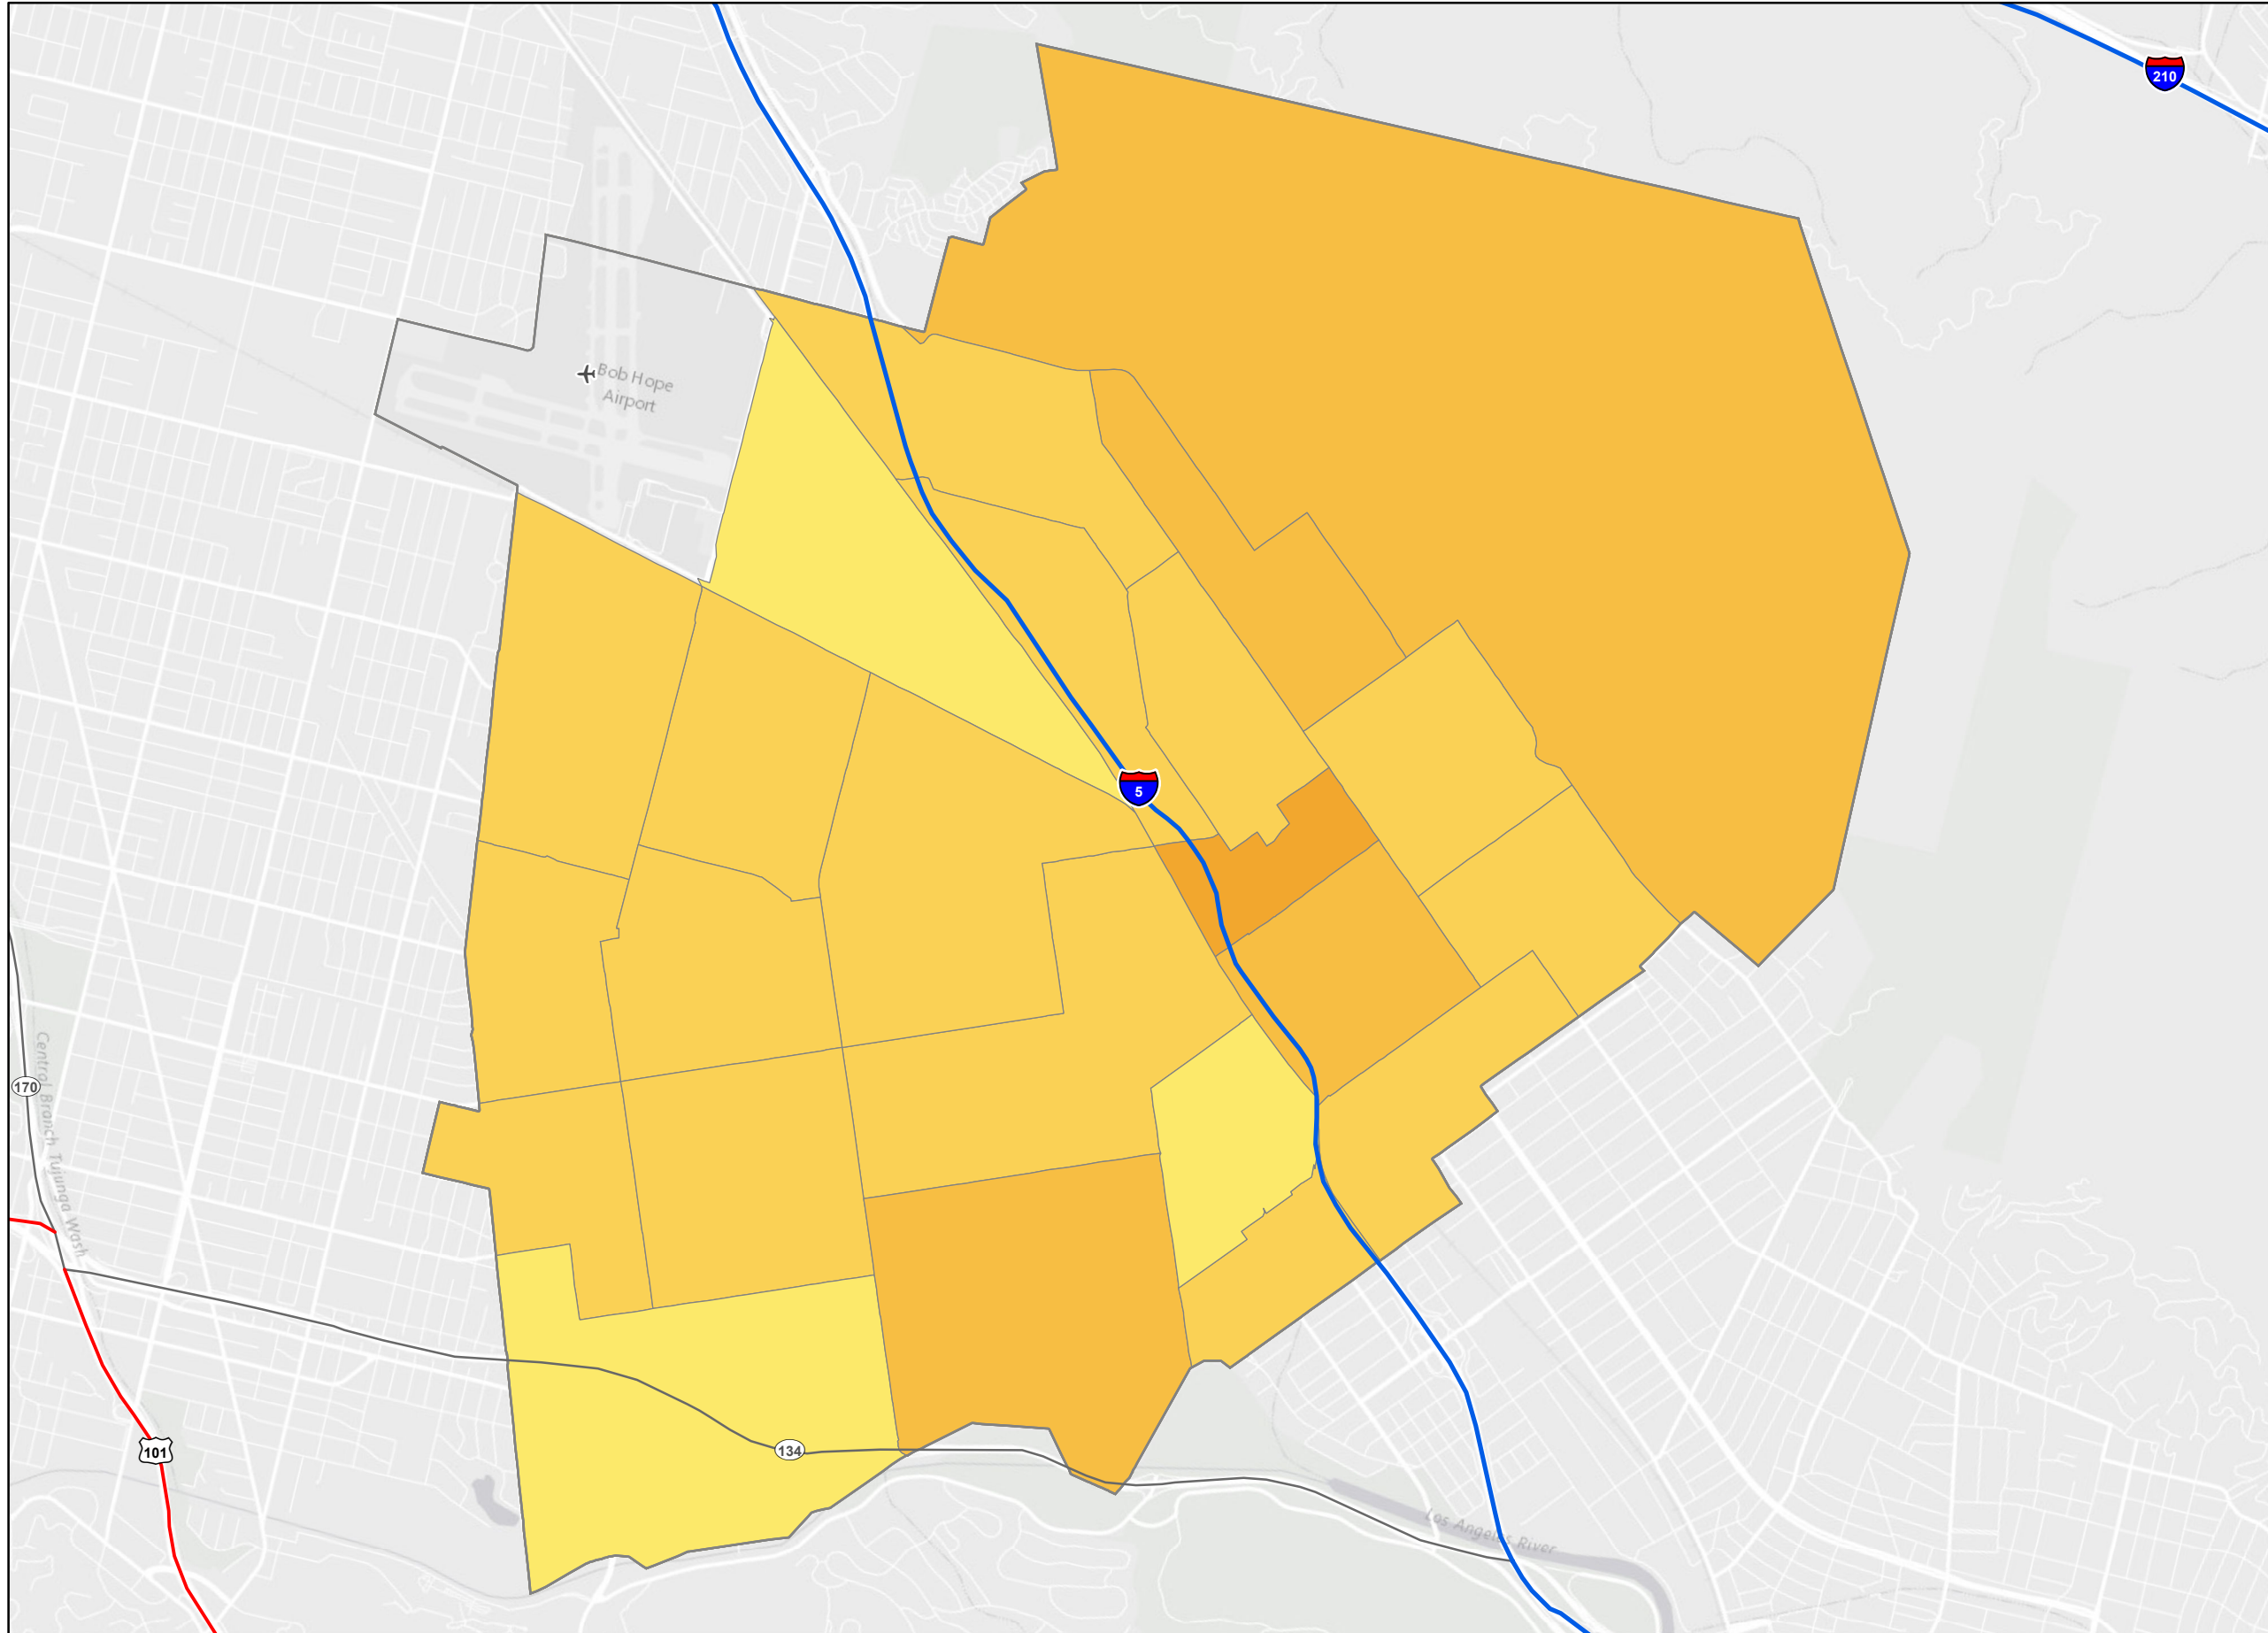 210
Bob Hope
Airport
5
170
Central Branch Tujunga Wash
101
134
Los Angeles River